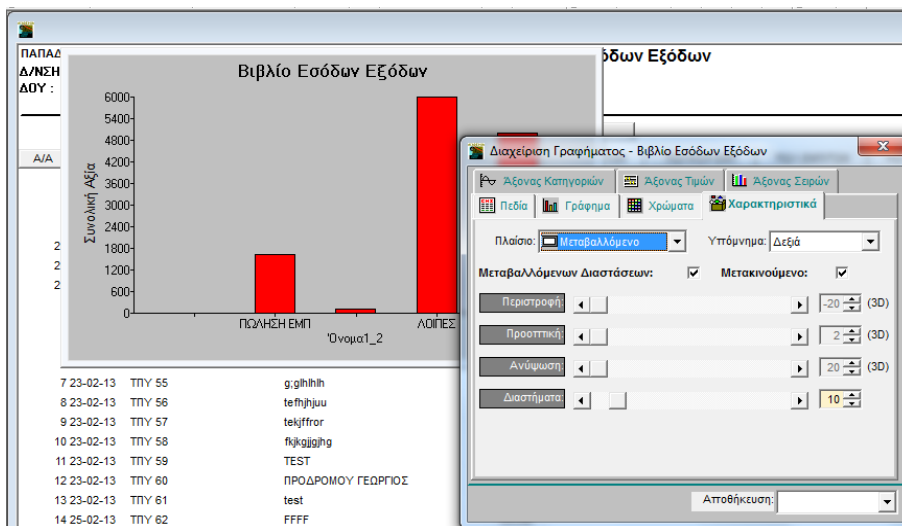 ΠΑΠΑΔ
όδων Εξόδων
Δ/ΝΣΗ
ΔΟΥ :
Α/Α
Βιβλίο Εσόδων Εξόδων
Συνολική Αξία
6000
5400
4800
4200
3600
3000
2400
1800
1200
600
0
ΠΩΛΗΣΗ ΕΜΠ
ΛΟΙΠΕΣ
Όνομα1_2
2
2
2
7 23-02-13 ΤΠΥ 55 g;glhlhlh
8 23-02-13 ΤΠΥ 56 tefhjhjuu
9 23-02-13 ΤΠΥ 57 tekjffror
10 23-02-13 ΤΠΥ 58 fkjkgjjgjhg
11 23-02-13 ΤΠΥ 59 TEST
12 23-02-13 ΤΠΥ 60 ΠΡΟΔΡΟΜΟΥ ΓΕΩΡΓΙΟΣ
13 23-02-13 ΤΠΥ 61 test
14 25-02-13 ΤΠΥ 62 FFFF
Διαχείριση Γραφήματος - Βιβλίο Εσόδων Εξόδων
Άξονας Κατηγοριών Άξονας Τιμών Άξονας Σειρών
Πεδία Γράφημα Χρώματα Χαρακτηριστικά
Πλαίσιο: Μεταβαλλόμενο Υπόμνημα: Δεξιά
Μεταβαλλόμενων Διαστάσεων: Μετακινούμενο:
Περιστροφή: -20 (3D)
Προοπτική: 2 (3D)
Ανύψωση: 20 (3D)
Διαστήματα: 10
Αποθήκευση: